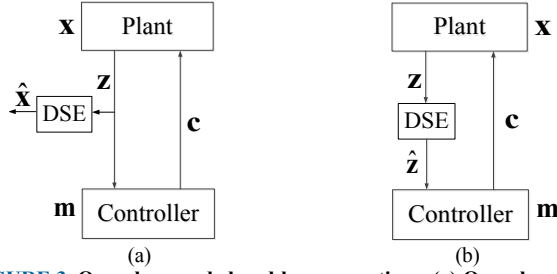 x Plant
z
x̂ DSE
c
m Controller
(a)
Plant x
z
DSE
c
ẑ
Controller m
(b)